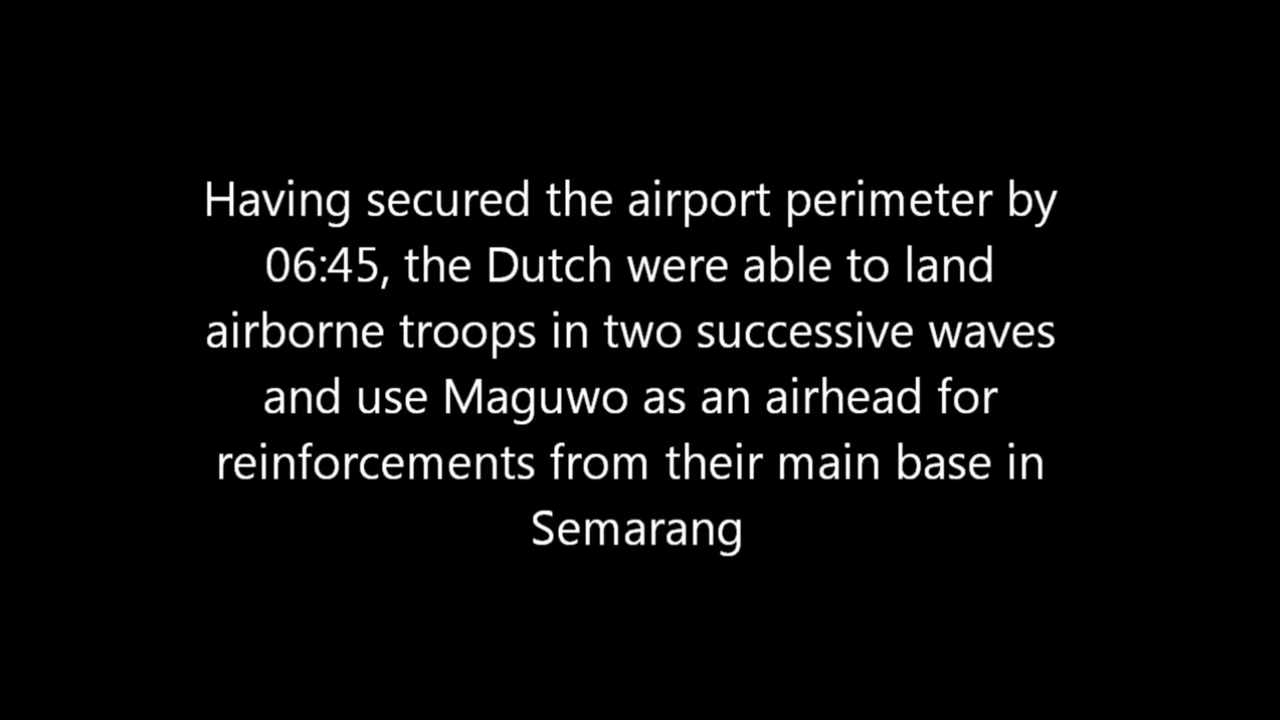 Having secured the airport perimeter by
06:45, the Dutch were able to land
airborne troops in two successive waves
and use Maguwo as an airhead for
reinforcements from their main base in
Semarang